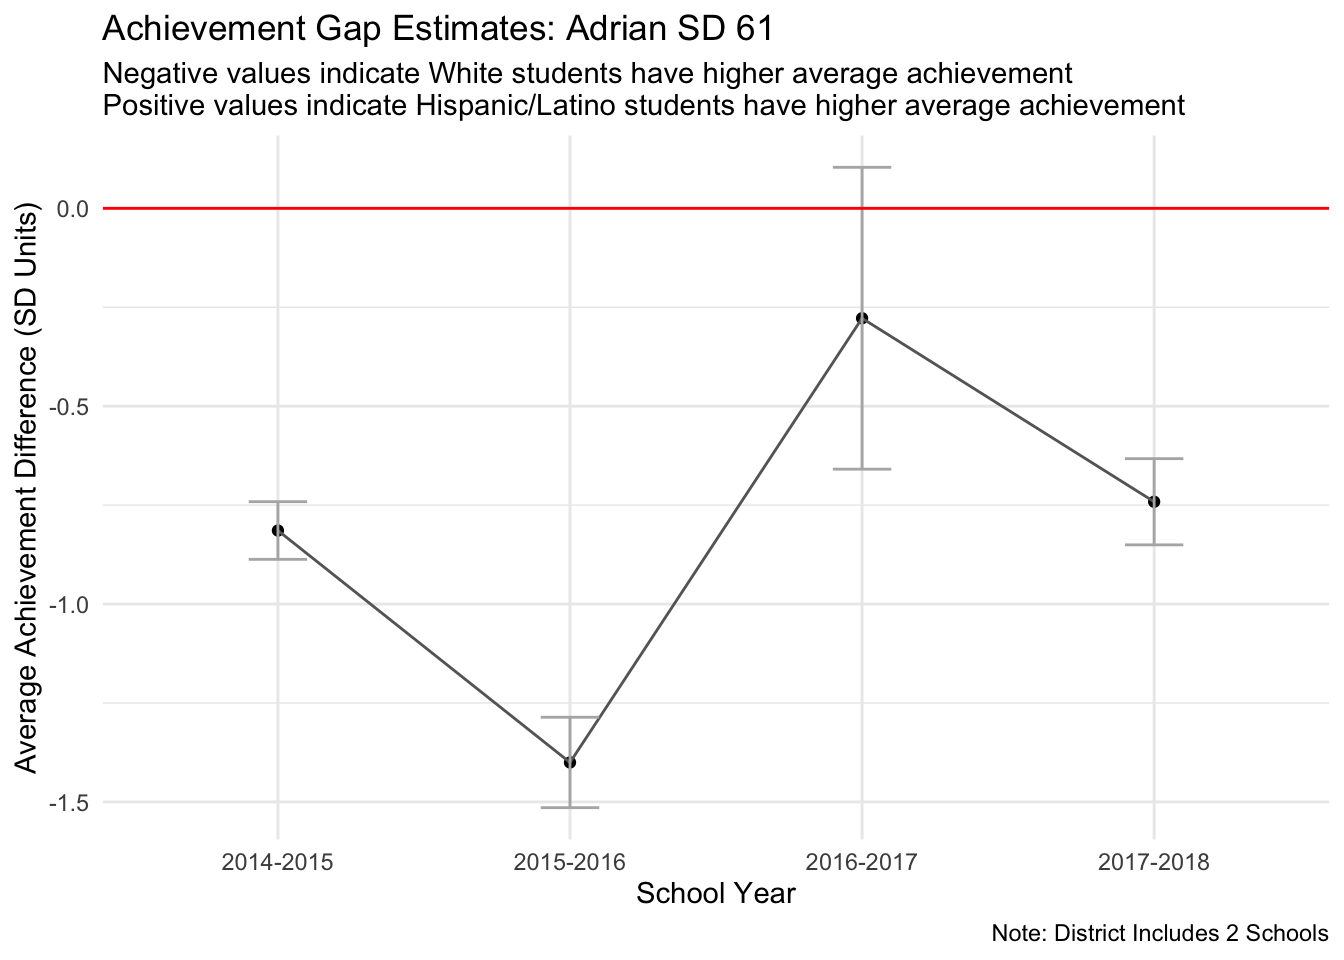 Achievement Gap Estimates: Adrian SD 61
Negative values indicate White students have higher average achievement
Positive values indicate Hispanic/Latino students have higher average achievement
Average Achievement Difference (SD Units)
0.0
-0.5
-1.0
-1.5
2014-2015 2015-2016 2016-2017 2017-2018
School Year
Note: District Includes 2 Schools